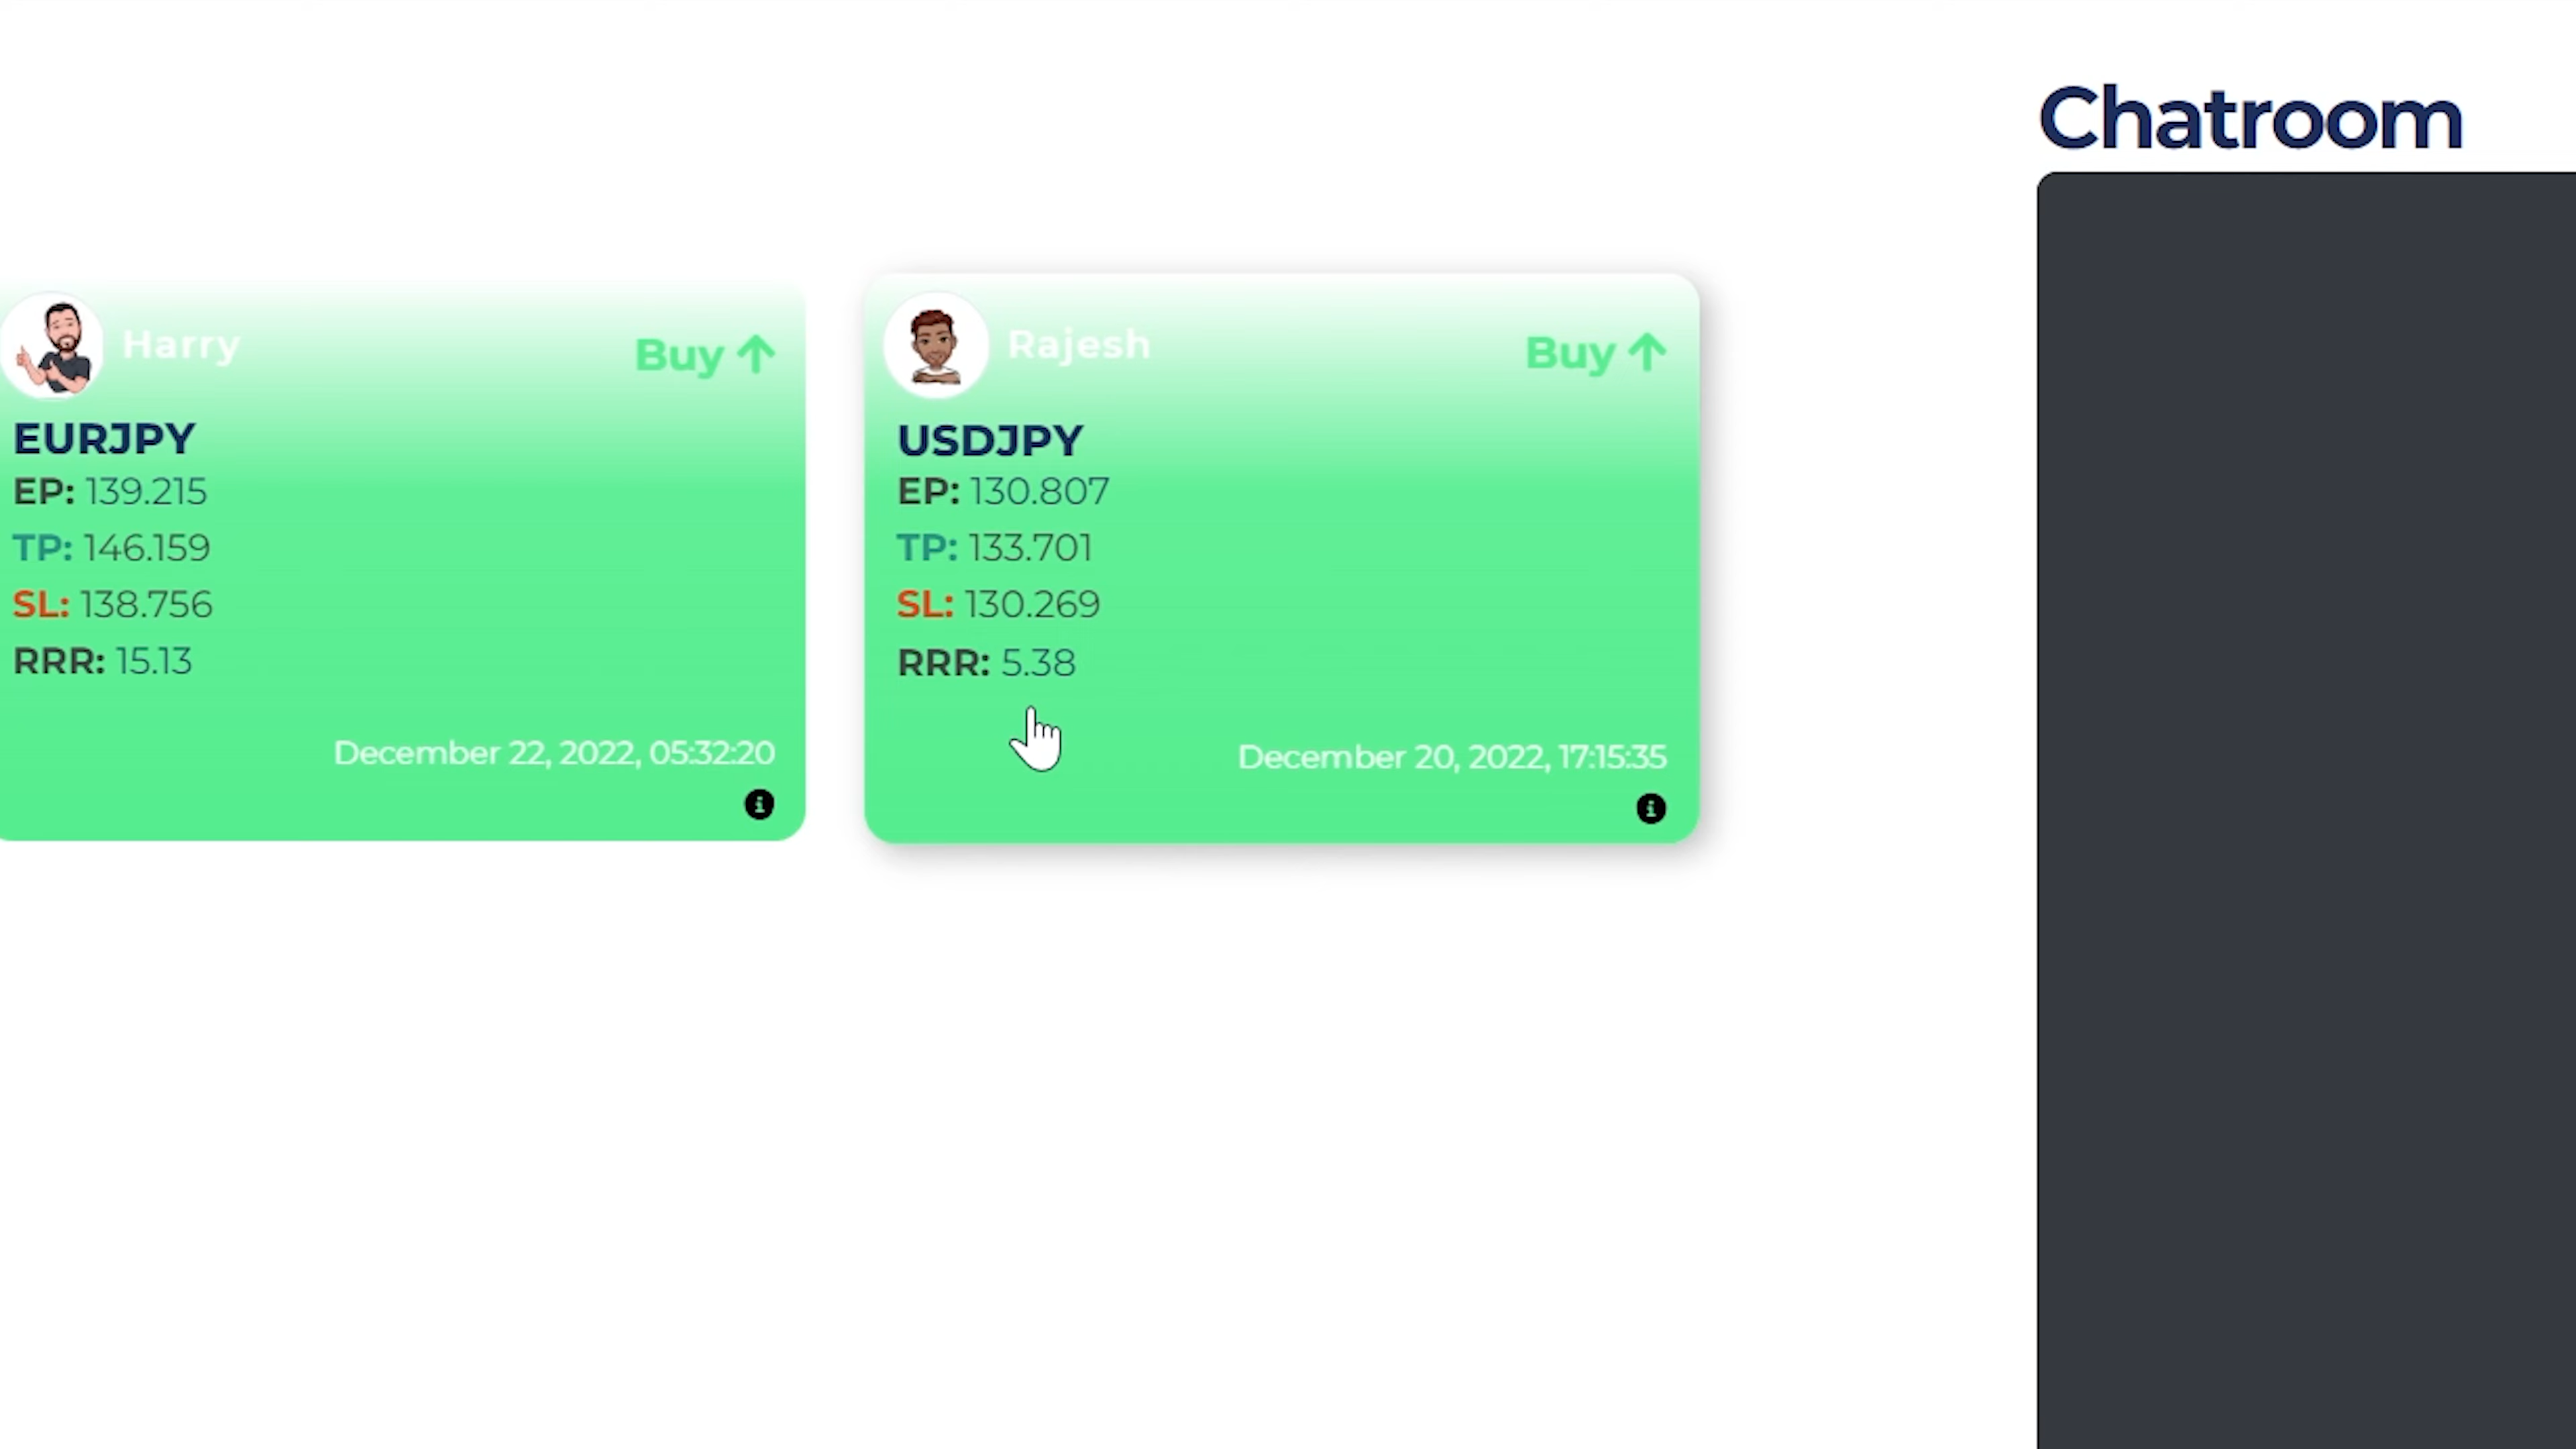 Chatroom
Harry
Buy
EURJPY
EP: 139.215
TP: 146.159
SL: 138.756
RRR: 15.13
December 22, 2022, 05:32:20
Rajesh
Buy
USDJPY
EP: 130.807
TP: 133.701
SL: 130.269
RRR: 5.38
December 20, 2022, 17:15:35